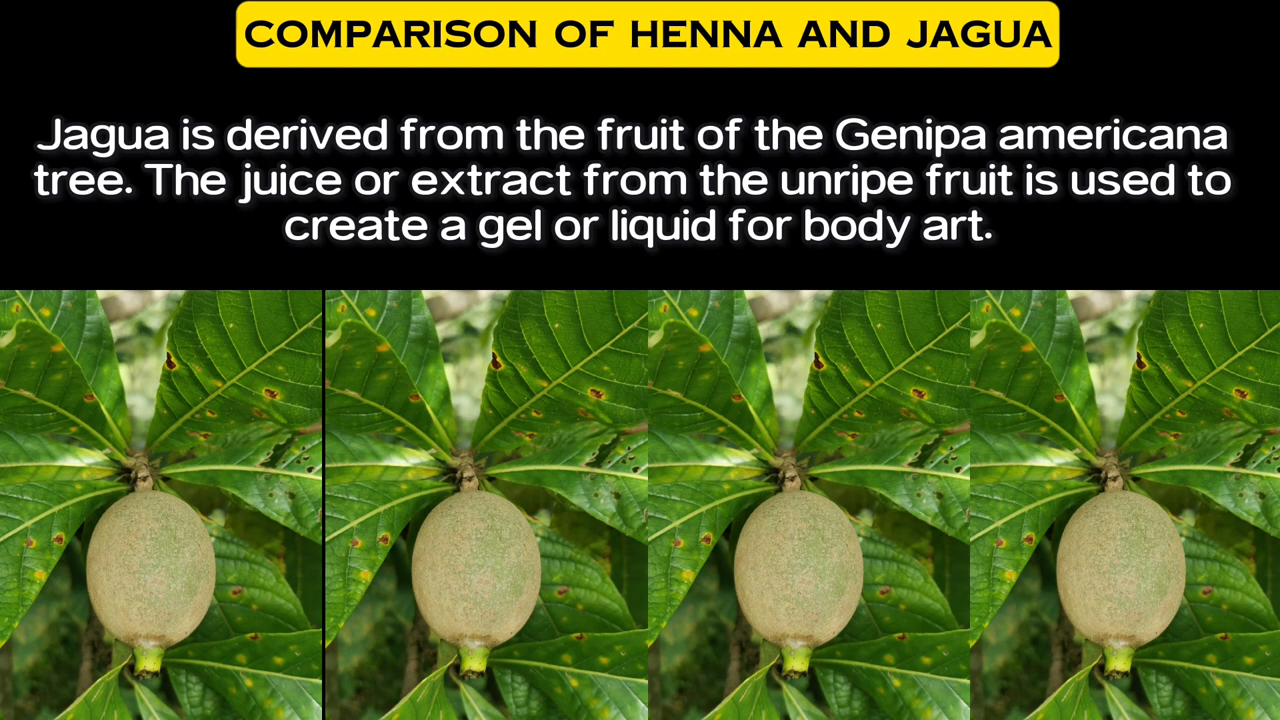 COMPARISON OF HENNA AND JAGUA
Jagua is derived from the fruit of the Genipa americana
tree. The juice or extract from the unripe fruit is used to
create a gel or liquid for body art.